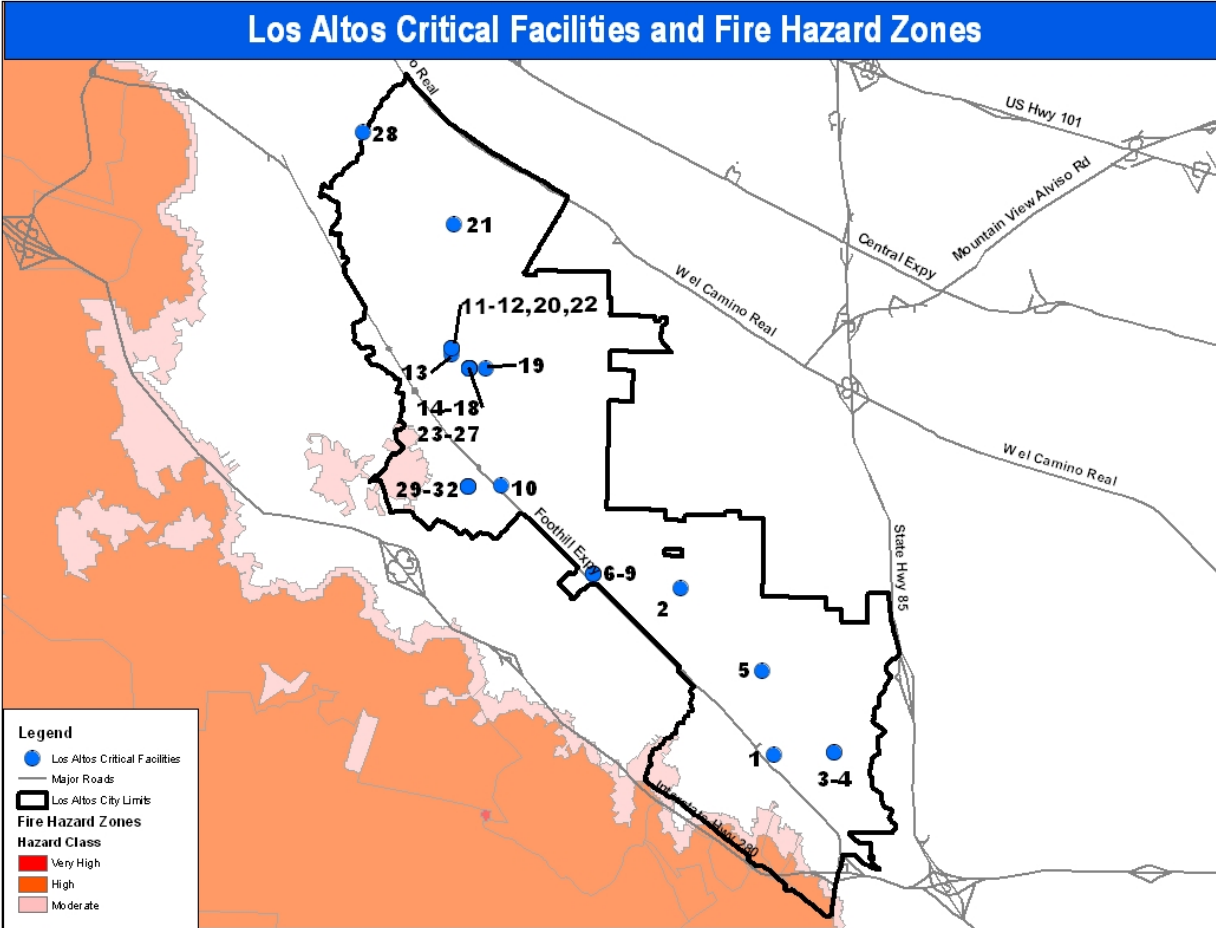 Los Altos Critical Facilities and Fire Hazard Zones
o Real
US Hwy 101
28
Mountain View Alviso Rd
21
Central Expy
W el Camino Real
11-12,20,22
13
19
14-18
23-27
W el Camino Real
29-32
10
Foothill Expy
State Hwy 85
6-9
2
5
1
3-4
Interstate Hwy 280
Legend
Los Altos Critical Facilities
Major Roads
Los Altos City Limits
Fire Hazard Zones
Hazard Class
Very High
High
Moderate